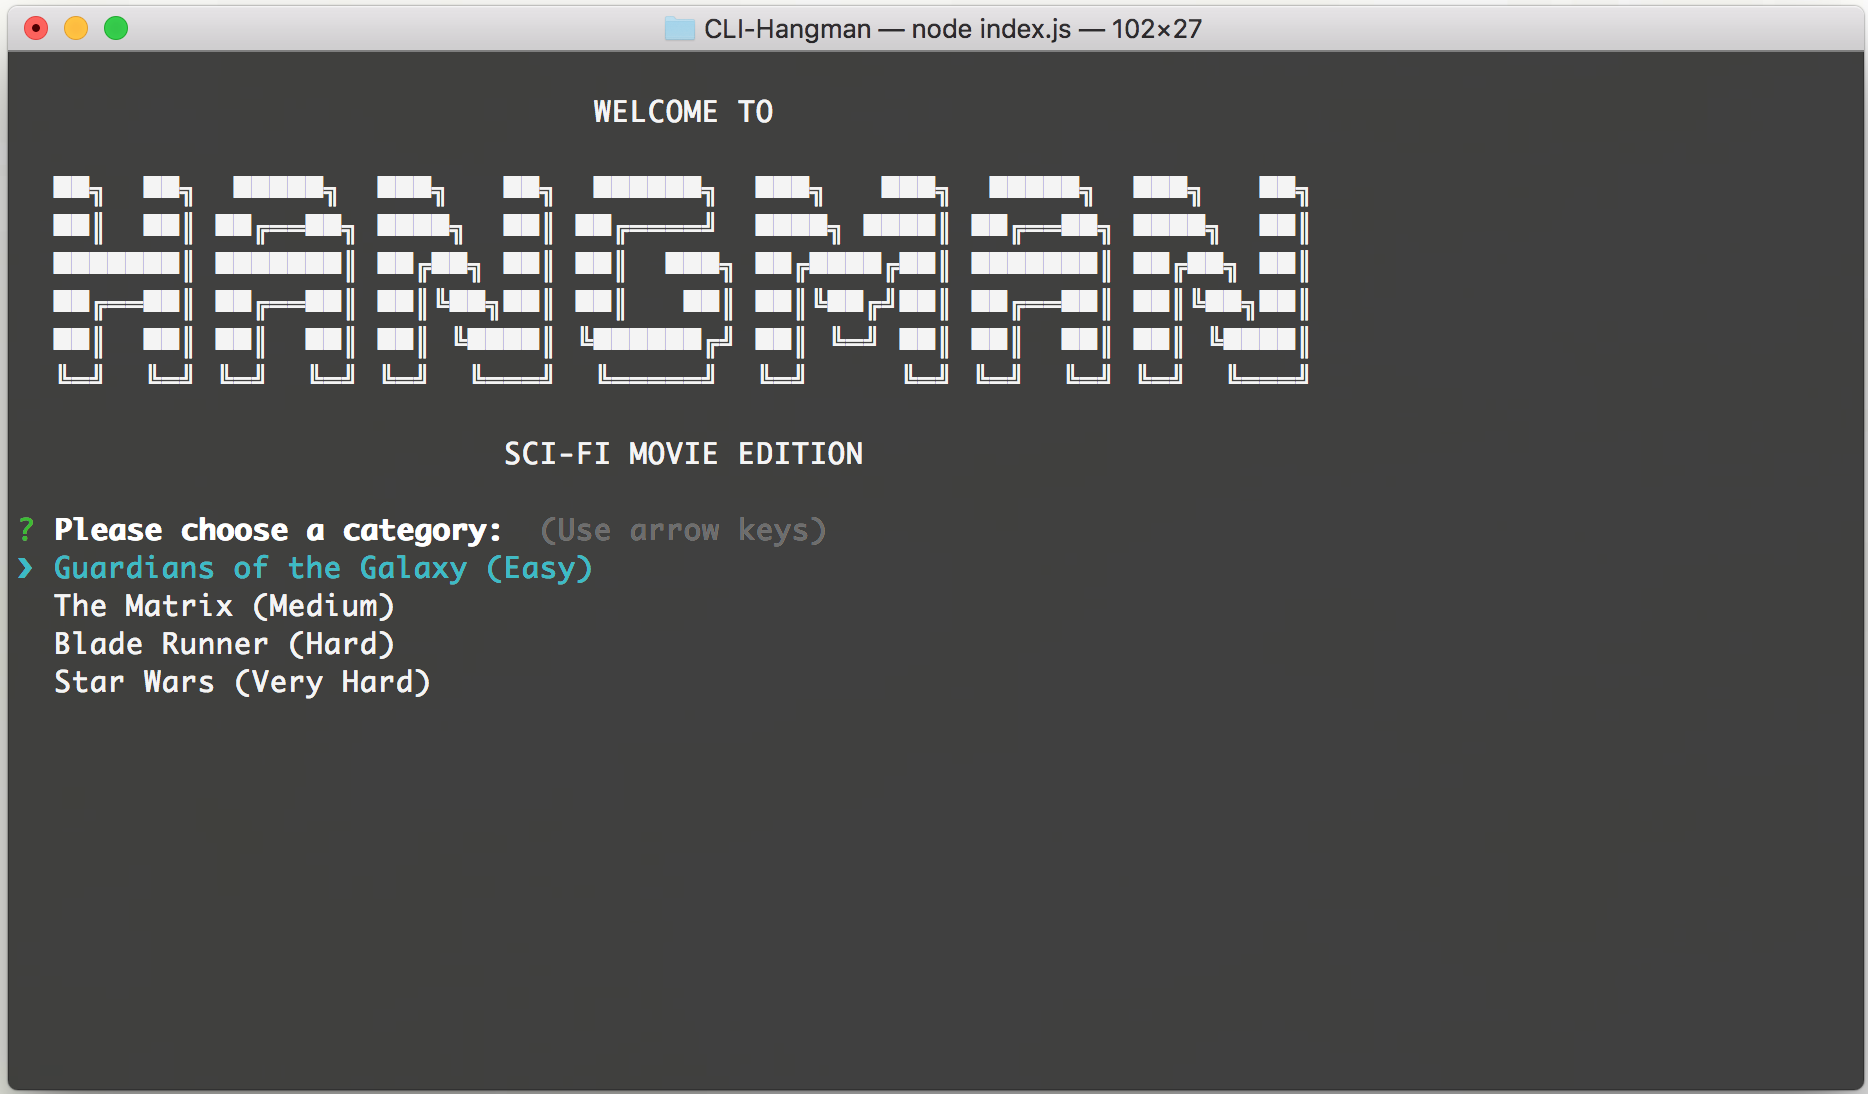 CLI-Hangman — node index.js — 102×27
WELCOME TO
HANGMAN
SCI-FI MOVIE EDITION
? Please choose a category:  (Use arrow keys)
❯ Guardians of the Galaxy (Easy)
The Matrix (Medium)
Blade Runner (Hard)
Star Wars (Very Hard)